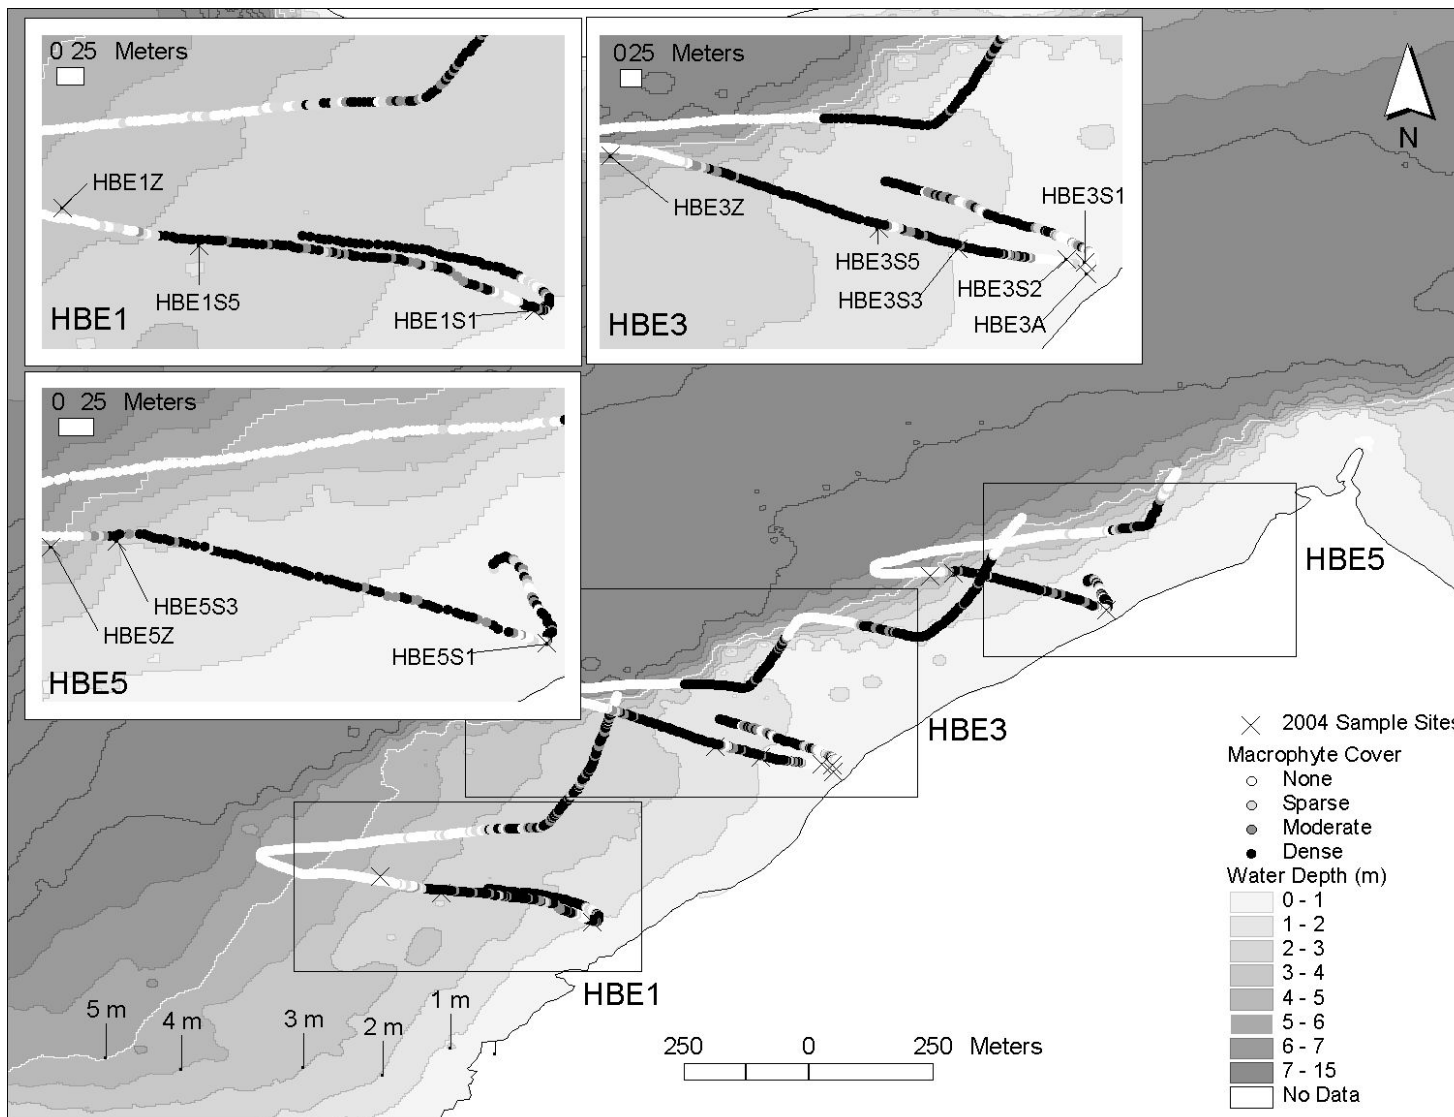 0 25 Meters
HBE1Z
HBE1S5
HBE1S1
HBE1
025 Meters
HBE3Z
HBE3S1
HBE3S5
HBE3S3
HBE3S2
HBE3A
HBE3
N
0 25 Meters
HBE5S3
HBE5Z
HBE5S1
HBE5
HBE5
HBE3
HBE1
5 m
4 m
3 m
2 m
1 m
250 0 250 Meters
2004 Sample Sites
Macrophyte Cover
None
Sparse
Moderate
Dense
Water Depth (m)
0 - 1
1 - 2
2 - 3
3 - 4
4 - 5
5 - 6
6 - 7
7 - 15
No Data